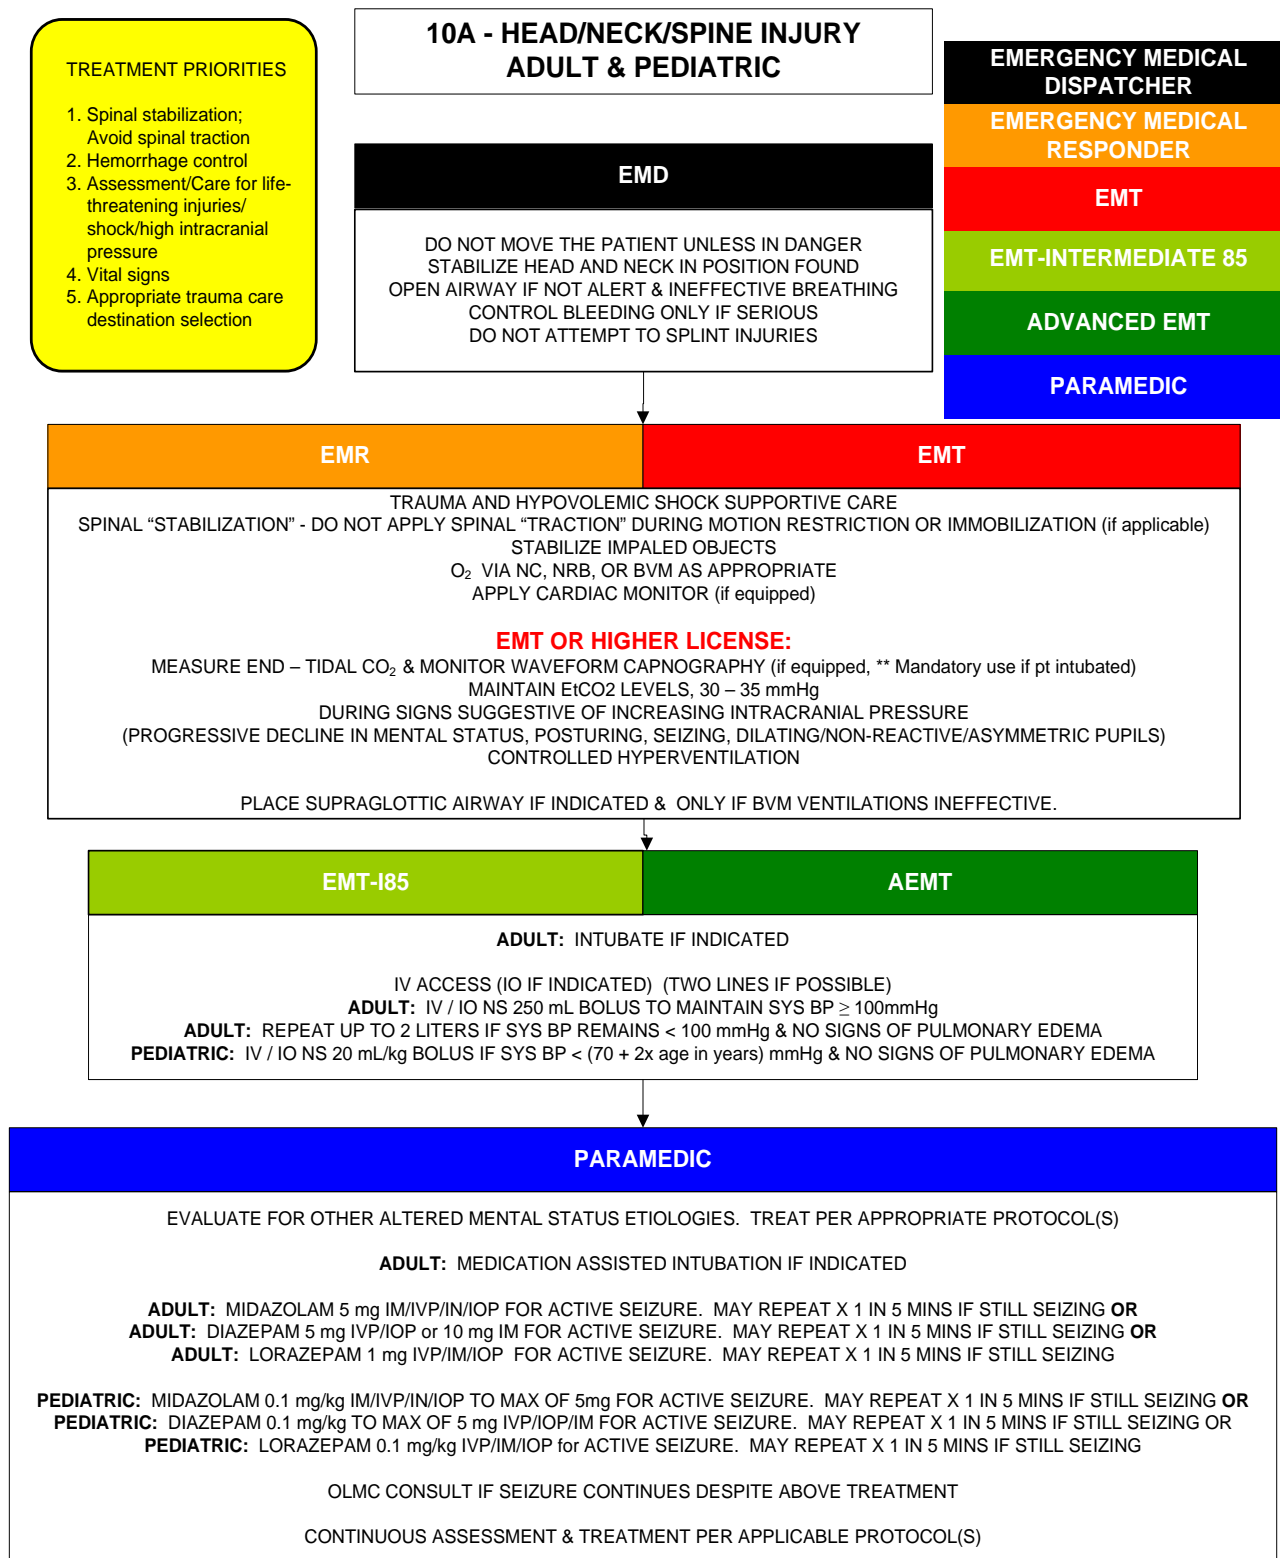 TREATMENT PRIORITIES
1. Spinal stabilization;
Avoid spinal traction
2. Hemorrhage control
3. Assessment/Care for life-
threatening injuries/
shock/high intracranial
pressure
4. Vital signs
5. Appropriate trauma care
destination selection
10A - HEAD/NECK/SPINE INJURY
ADULT & PEDIATRIC
EMERGENCY MEDICAL
DISPATCHER
EMERGENCY MEDICAL
RESPONDER
EMT
EMT-INTERMEDIATE 85
ADVANCED EMT
PARAMEDIC
EMD
DO NOT MOVE THE PATIENT UNLESS IN DANGER
STABILIZE HEAD AND NECK IN POSITION FOUND
OPEN AIRWAY IF NOT ALERT & INEFFECTIVE BREATHING
CONTROL BLEEDING ONLY IF SERIOUS
DO NOT ATTEMPT TO SPLINT INJURIES
EMR
EMT
TRAUMA AND HYPOVOLEMIC SHOCK SUPPORTIVE CARE
SPINAL “STABILIZATION” - DO NOT APPLY SPINAL “TRACTION” DURING MOTION RESTRICTION OR IMMOBILIZATION (if applicable)
STABILIZE IMPALED OBJECTS
O₂ VIA NC, NRB, OR BVM AS APPROPRIATE
APPLY CARDIAC MONITOR (if equipped)
EMT OR HIGHER LICENSE:
MEASURE END – TIDAL CO₂ & MONITOR WAVEFORM CAPNOGRAPHY (if equipped, ** Mandatory use if pt intubated)
MAINTAIN EtCO2 LEVELS, 30 – 35 mmHg
DURING SIGNS SUGGESTIVE OF INCREASING INTRACRANIAL PRESSURE
(PROGRESSIVE DECLINE IN MENTAL STATUS, POSTURING, SEIZING, DILATING/NON-REACTIVE/ASYMMETRIC PUPILS)
CONTROLLED HYPERVENTILATION
PLACE SUPRAGLOTTIC AIRWAY IF INDICATED & ONLY IF BVM VENTILATIONS INEFFECTIVE.
EMT-I85
AEMT
ADULT: INTUBATE IF INDICATED
IV ACCESS (IO IF INDICATED) (TWO LINES IF POSSIBLE)
ADULT: IV / IO NS 250 mL BOLUS TO MAINTAIN SYS BP ≥ 100mmHg
ADULT: REPEAT UP TO 2 LITERS IF SYS BP REMAINS < 100 mmHg & NO SIGNS OF PULMONARY EDEMA
PEDIATRIC: IV / IO NS 20 mL/kg BOLUS IF SYS BP < (70 + 2x age in years) mmHg & NO SIGNS OF PULMONARY EDEMA
PARAMEDIC
EVALUATE FOR OTHER ALTERED MENTAL STATUS ETIOLOGIES. TREAT PER APPROPRIATE PROTOCOL(S)
ADULT: MEDICATION ASSISTED INTUBATION IF INDICATED
ADULT: MIDAZOLAM 5 mg IM/IVP/IN/IOP FOR ACTIVE SEIZURE. MAY REPEAT X 1 IN 5 MINS IF STILL SEIZING OR
ADULT: DIAZEPAM 5 mg IVP/IOP or 10 mg IM FOR ACTIVE SEIZURE. MAY REPEAT X 1 IN 5 MINS IF STILL SEIZING OR
ADULT: LORAZEPAM 1 mg IVP/IM/IOP FOR ACTIVE SEIZURE. MAY REPEAT X 1 IN 5 MINS IF STILL SEIZING
PEDIATRIC: MIDAZOLAM 0.1 mg/kg IM/IVP/IN/IOP TO MAX OF 5mg FOR ACTIVE SEIZURE. MAY REPEAT X 1 IN 5 MINS IF STILL SEIZING OR
PEDIATRIC: DIAZEPAM 0.1 mg/kg TO MAX OF 5 mg IVP/IOP/IM FOR ACTIVE SEIZURE. MAY REPEAT X 1 IN 5 MINS IF STILL SEIZING OR
PEDIATRIC: LORAZEPAM 0.1 mg/kg IVP/IM/IOP for ACTIVE SEIZURE. MAY REPEAT X 1 IN 5 MINS IF STILL SEIZING
OLMC CONSULT IF SEIZURE CONTINUES DESPITE ABOVE TREATMENT
CONTINUOUS ASSESSMENT & TREATMENT PER APPLICABLE PROTOCOL(S)